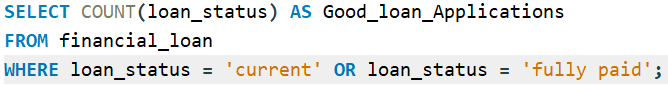 SELECT COUNT(loan_status) AS Good_loan_Applications
FROM financial_loan
WHERE loan_status = 'current' OR loan_status = 'fully paid';